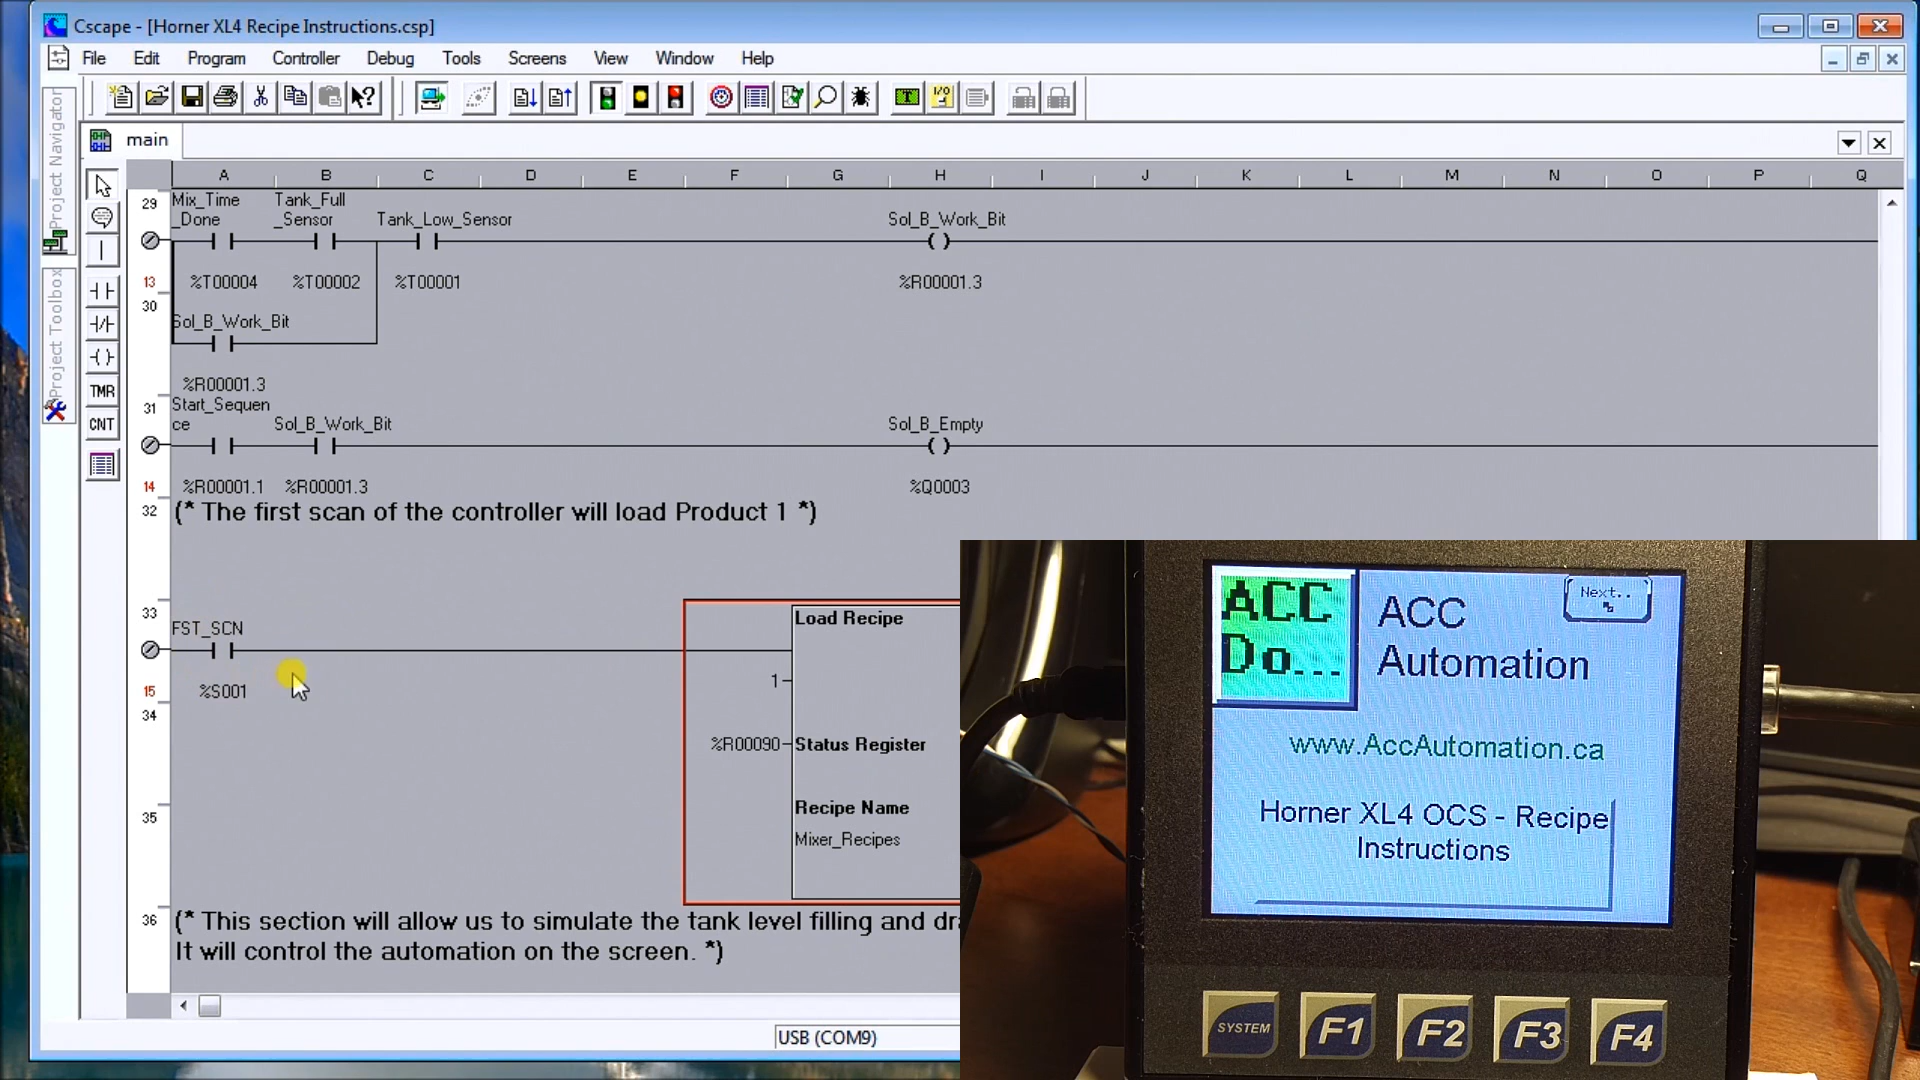 Cscape - [Horner XL4 Recipe Instructions.csp]
File Edit Program Controller Debug Tools Screens View Window Help
T I/O
Project Navigator
Project Toolbox
main
A B C D E F G H I J K L M N O P Q
TMR
CNT
29
Mix_Time
_Done
Tank_Full
_Sensor
Tank_Low_Sensor
Sol_B_Work_Bit
13
%T00004 %T00002 %T00001 %R00001.3
30
Sol_B_Work_Bit
%R00001.3
31
Start_Sequen
ce
Sol_B_Work_Bit
Sol_B_Empty
14
%R00001.1 %R00001.3 %Q0003
32
(* The first scan of the controller will load Product 1 *)
33
FST_SCN
Load Recipe
1
15
%S001
34
%R00090
Status Register
35
Recipe Name
Mixer_Recipes
36
(* This section will allow us to simulate the tank level filling and dra
It will control the automation on the screen. *)
USB (COM9)
ACC
Do...
ACC
Automation
Next..
www.AccAutomation.ca
Horner XL4 OCS - Recipe
Instructions
SYSTEM F1 F2 F3 F4